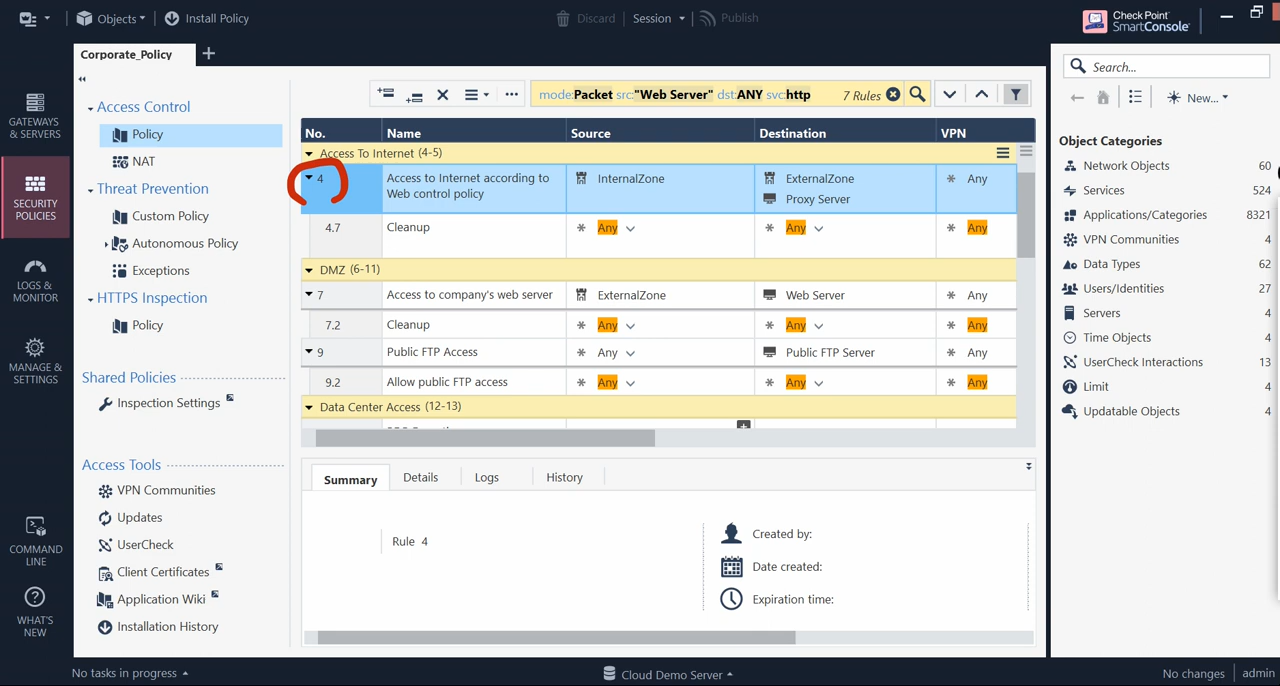 Objects
Install Policy
Discard
Session
Publish
Check Point
SmartConsole
Corporate_Policy
GATEWAYS
& SERVERS
SECURITY
POLICIES
LOGS &
MONITOR
MANAGE &
SETTINGS
COMMAND
LINE
WHAT'S
NEW
Access Control
Policy
NAT
Threat Prevention
Custom Policy
Autonomous Policy
Exceptions
HTTPS Inspection
Policy
Shared Policies
Inspection Settings
Access Tools
VPN Communities
Updates
UserCheck
Client Certificates
Application Wiki
Installation History
mode:Packet src:"Web Server" dst:ANY svc:http 7 Rules
No. Name Source Destination VPN
Access To Internet (4-5)
4 Access to Internet according to InternalZone ExternalZone Any
Web control policy Proxy Server
4.7 Cleanup Any Any Any
DMZ (6-11)
7 Access to company's web server ExternalZone Web Server Any
7.2 Cleanup Any Any Any
9 Public FTP Access Any Public FTP Server Any
9.2 Allow public FTP access Any Any Any
Data Center Access (12-13)
Summary Details Logs History
Rule 4
Created by:
Date created:
Expiration time:
Search...
New...
Object Categories
Network Objects 60
Services 524
Applications/Categories 8321
VPN Communities 4
Data Types 62
Users/Identities 27
Servers 4
Time Objects 4
UserCheck Interactions 13
Limit 4
Updatable Objects 4
No tasks in progress
Cloud Demo Server
No changes
admin